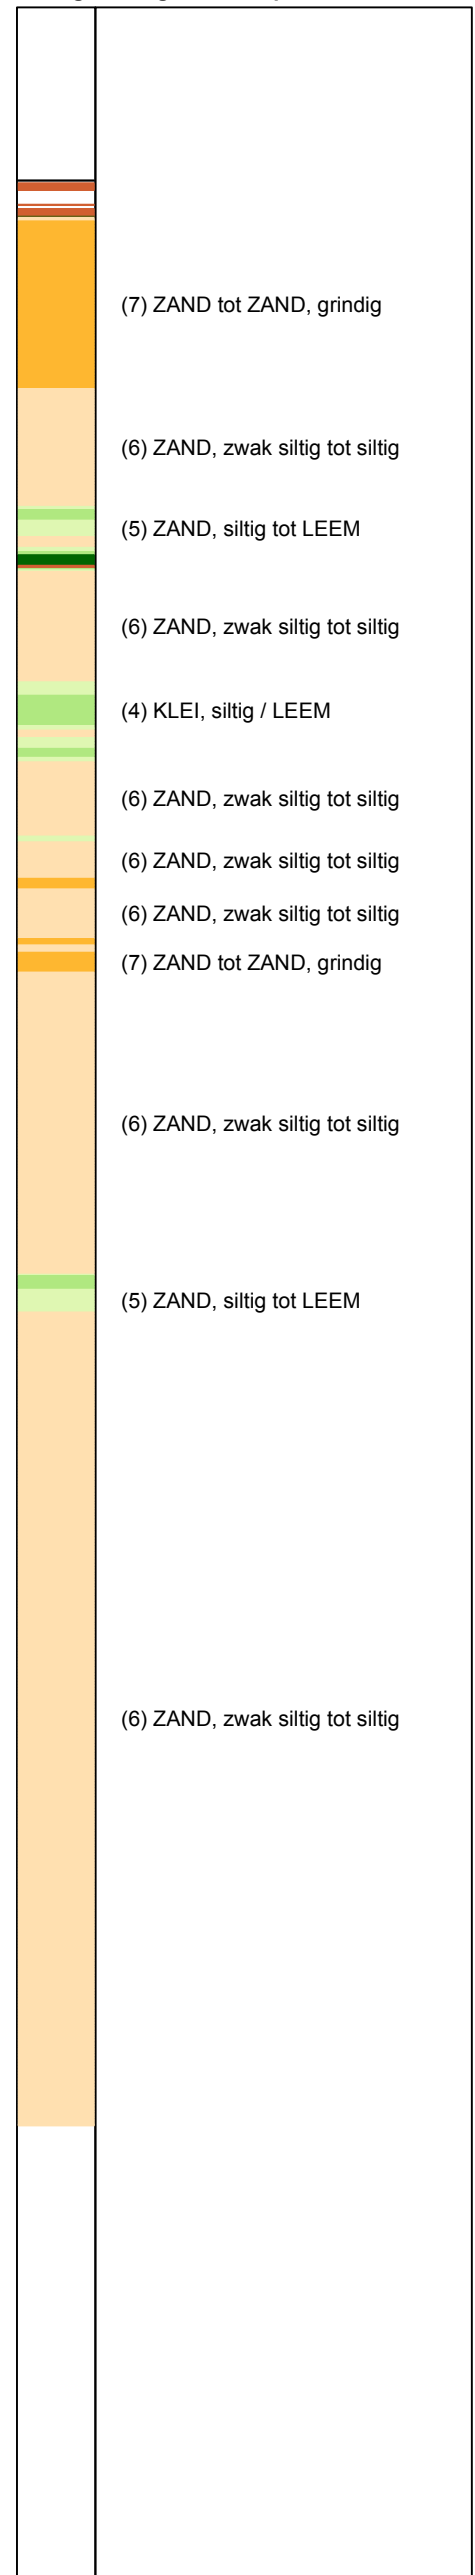 (7) ZAND tot ZAND, grindig
(6) ZAND, zwak siltig tot siltig
(5) ZAND, siltig tot LEEM
(6) ZAND, zwak siltig tot siltig
(4) KLEI, siltig / LEEM
(6) ZAND, zwak siltig tot siltig
(6) ZAND, zwak siltig tot siltig
(6) ZAND, zwak siltig tot siltig
(7) ZAND tot ZAND, grindig
(6) ZAND, zwak siltig tot siltig
(5) ZAND, siltig tot LEEM
(6) ZAND, zwak siltig tot siltig